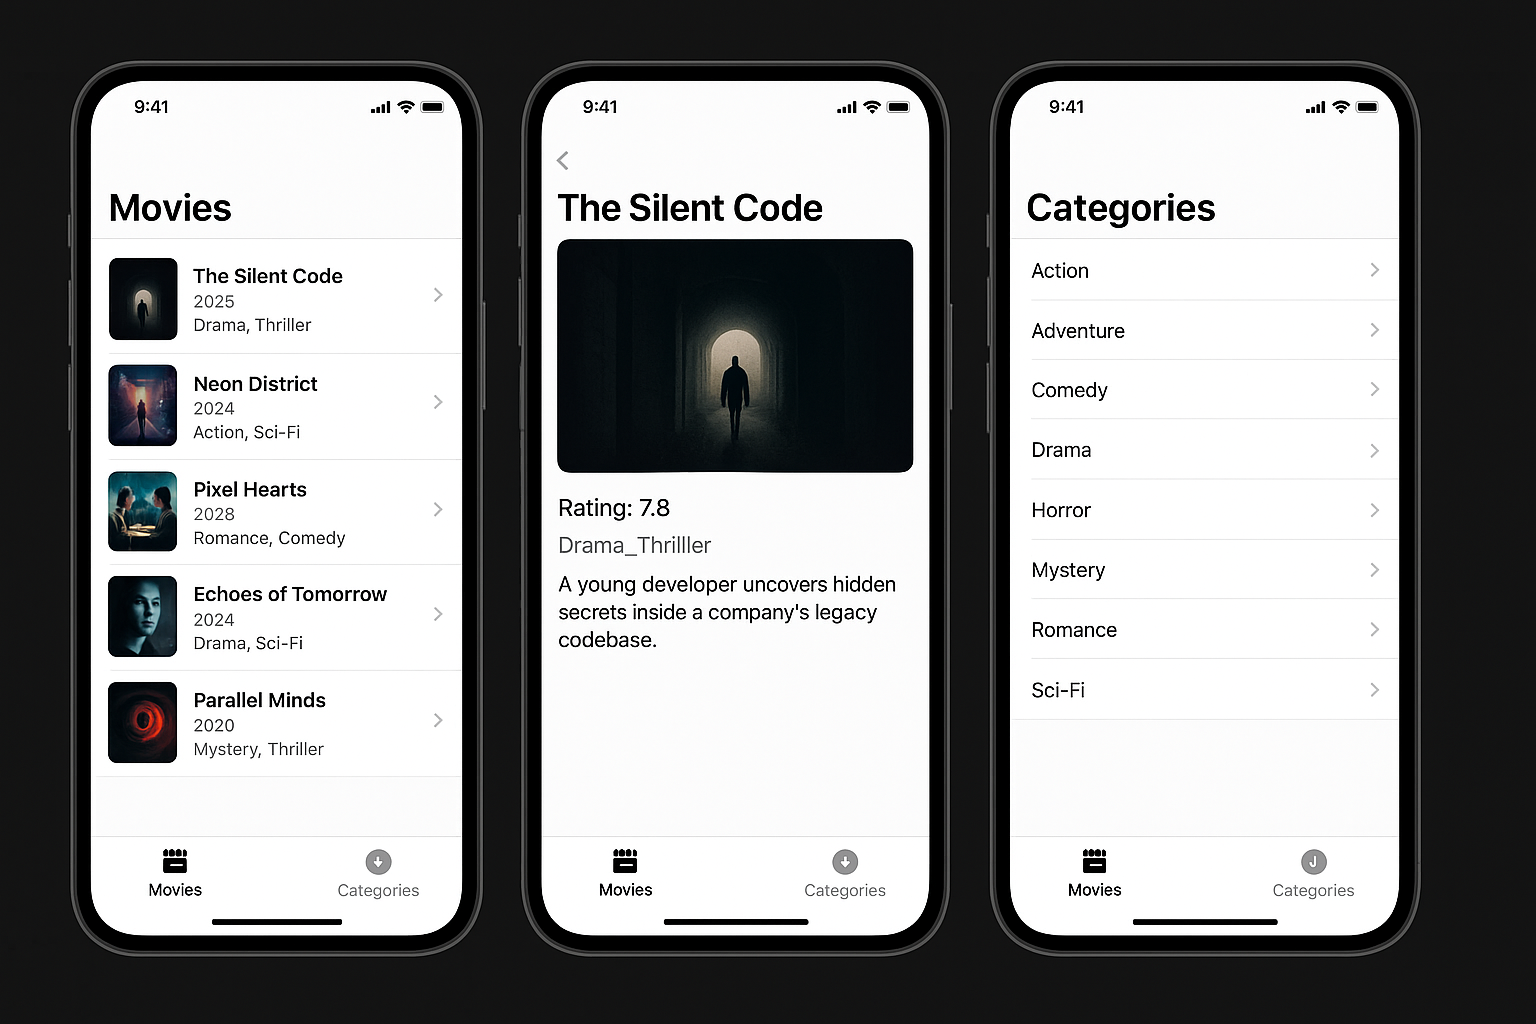 9:41
Movies
The Silent Code
2025
Drama, Thriller
Neon District
2024
Action, Sci-Fi
Pixel Hearts
2028
Romance, Comedy
Echoes of Tomorrow
2024
Drama, Sci-Fi
Parallel Minds
2020
Mystery, Thriller
Movies
Categories
9:41
The Silent Code
Rating: 7.8
Drama_Thrilller
A young developer uncovers hidden
secrets inside a company's legacy
codebase.
Movies
Categories
9:41
Categories
Action
Adventure
Comedy
Drama
Horror
Mystery
Romance
Sci-Fi
J
Movies
Categories